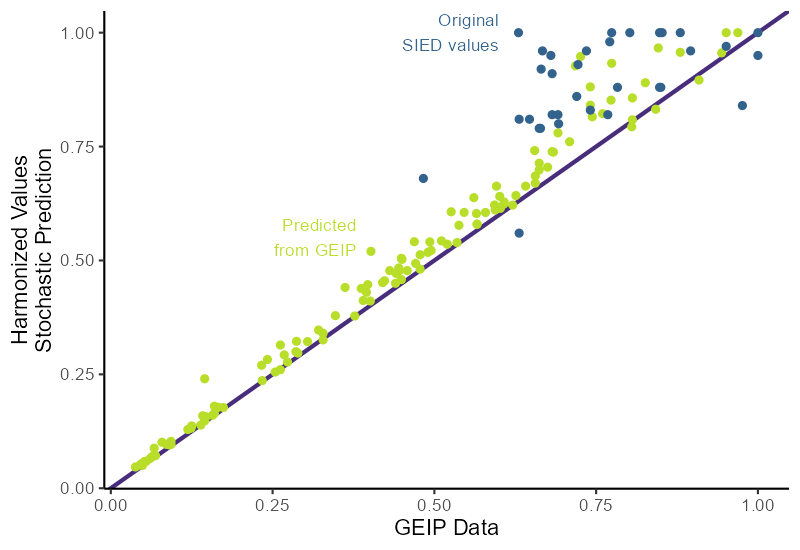 Original
SIED values
Predicted
from GEIP
Harmonized Values
Stochastic Prediction
1.00
0.75
0.50
0.25
0.00
0.00 0.25 0.50 0.75 1.00
GEIP Data